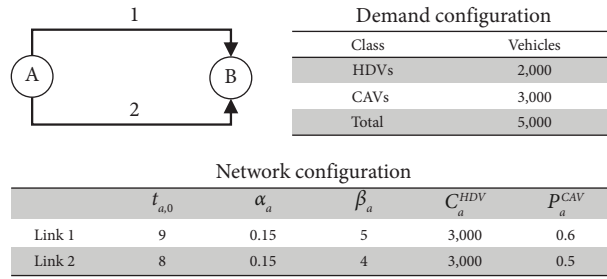 1
A
B
2
Demand configuration
Class Vehicles
HDVs 2,000
CAVs 3,000
Total 5,000
Network configuration
t_{a,0} α_a β_a C_a^{HDV} P_a^{CAV}
Link 1 9 0.15 5 3,000 0.6
Link 2 8 0.15 4 3,000 0.5